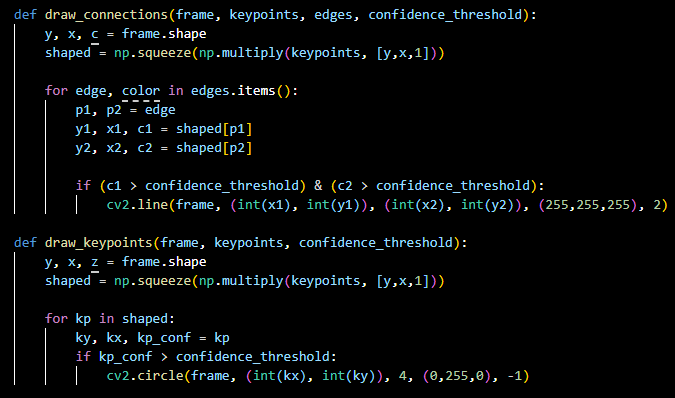 def draw_connections(frame, keypoints, edges, confidence_threshold):
    y, x, c = frame.shape
    shaped = np.squeeze(np.multiply(keypoints, [y,x,1]))

    for edge, color in edges.items():
        p1, p2 = edge
        y1, x1, c1 = shaped[p1]
        y2, x2, c2 = shaped[p2]

        if (c1 > confidence_threshold) & (c2 > confidence_threshold):
            cv2.line(frame, (int(x1), int(y1)), (int(x2), int(y2)), (255,255,255), 2)

def draw_keypoints(frame, keypoints, confidence_threshold):
    y, x, z = frame.shape
    shaped = np.squeeze(np.multiply(keypoints, [y,x,1]))

    for kp in shaped:
        ky, kx, kp_conf = kp
        if kp_conf > confidence_threshold:
            cv2.circle(frame, (int(kx), int(ky)), 4, (0,255,0), -1)